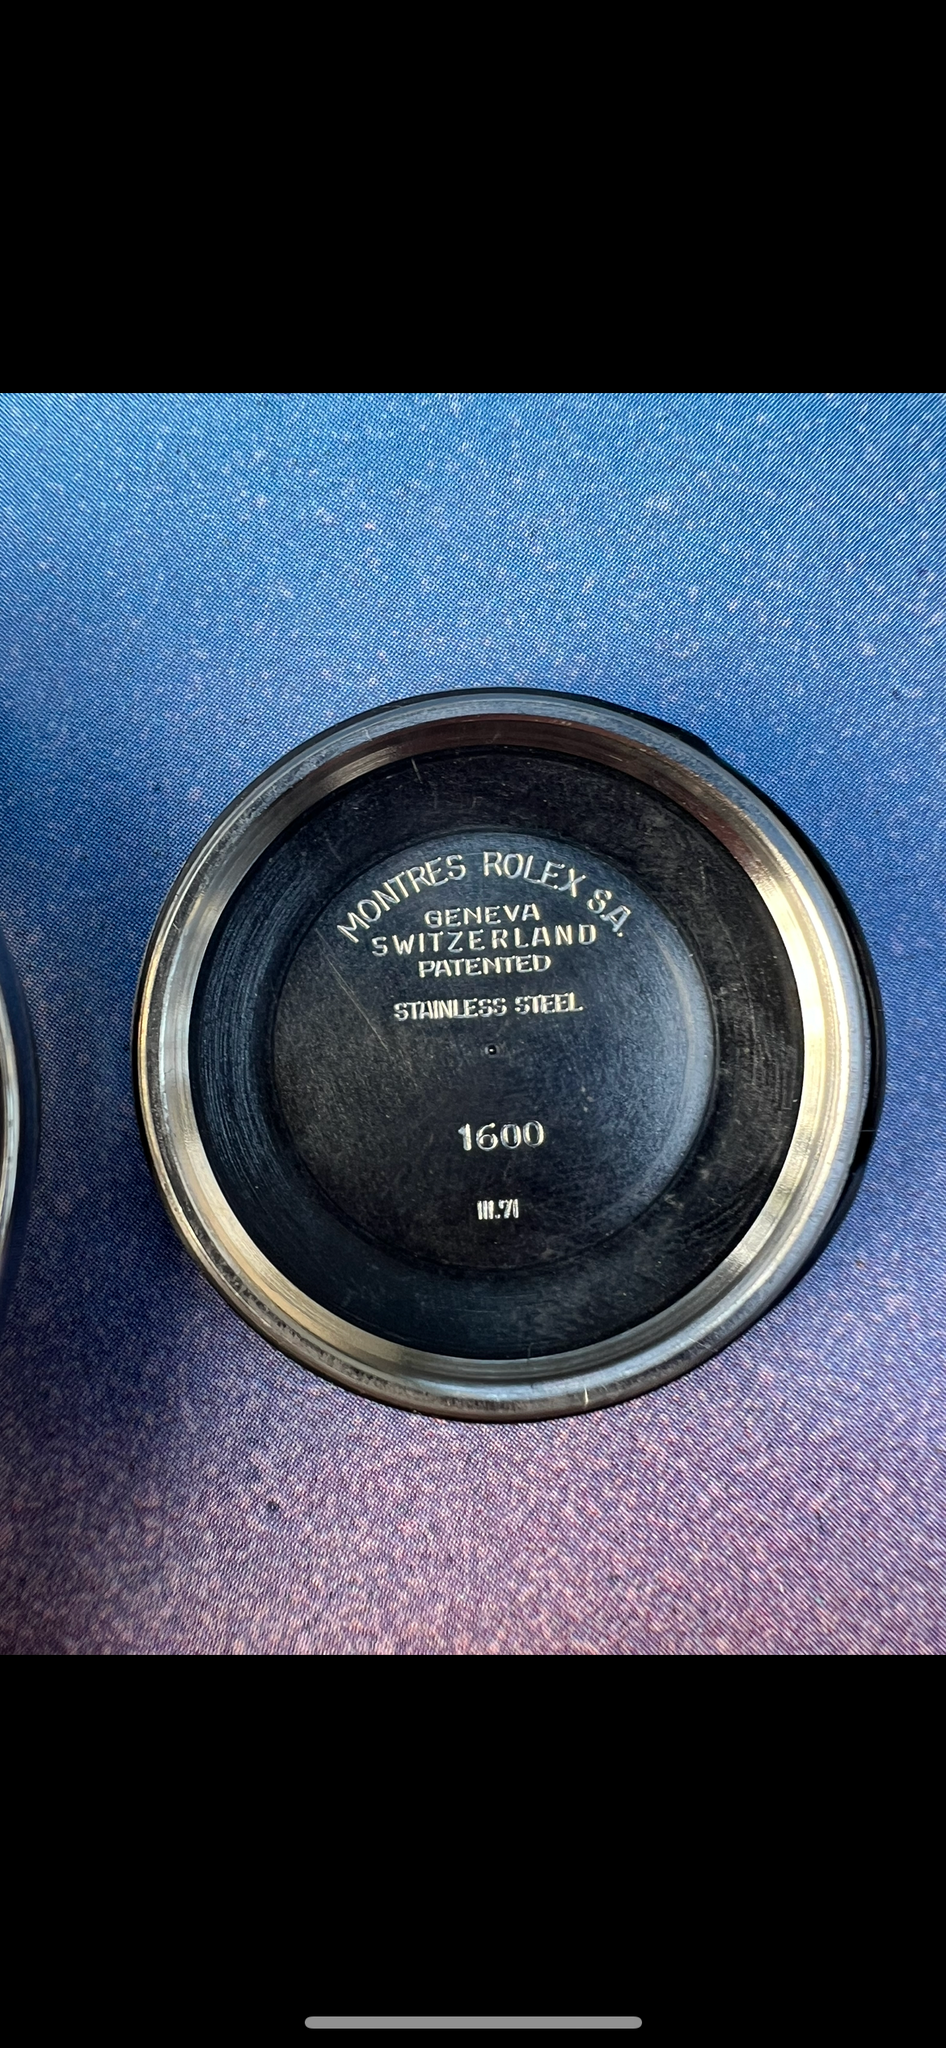 MONTRES ROLEX S.A.
GENEVA
SWITZERLAND
PATENTED
STAINLESS STEEL
1600
III.71